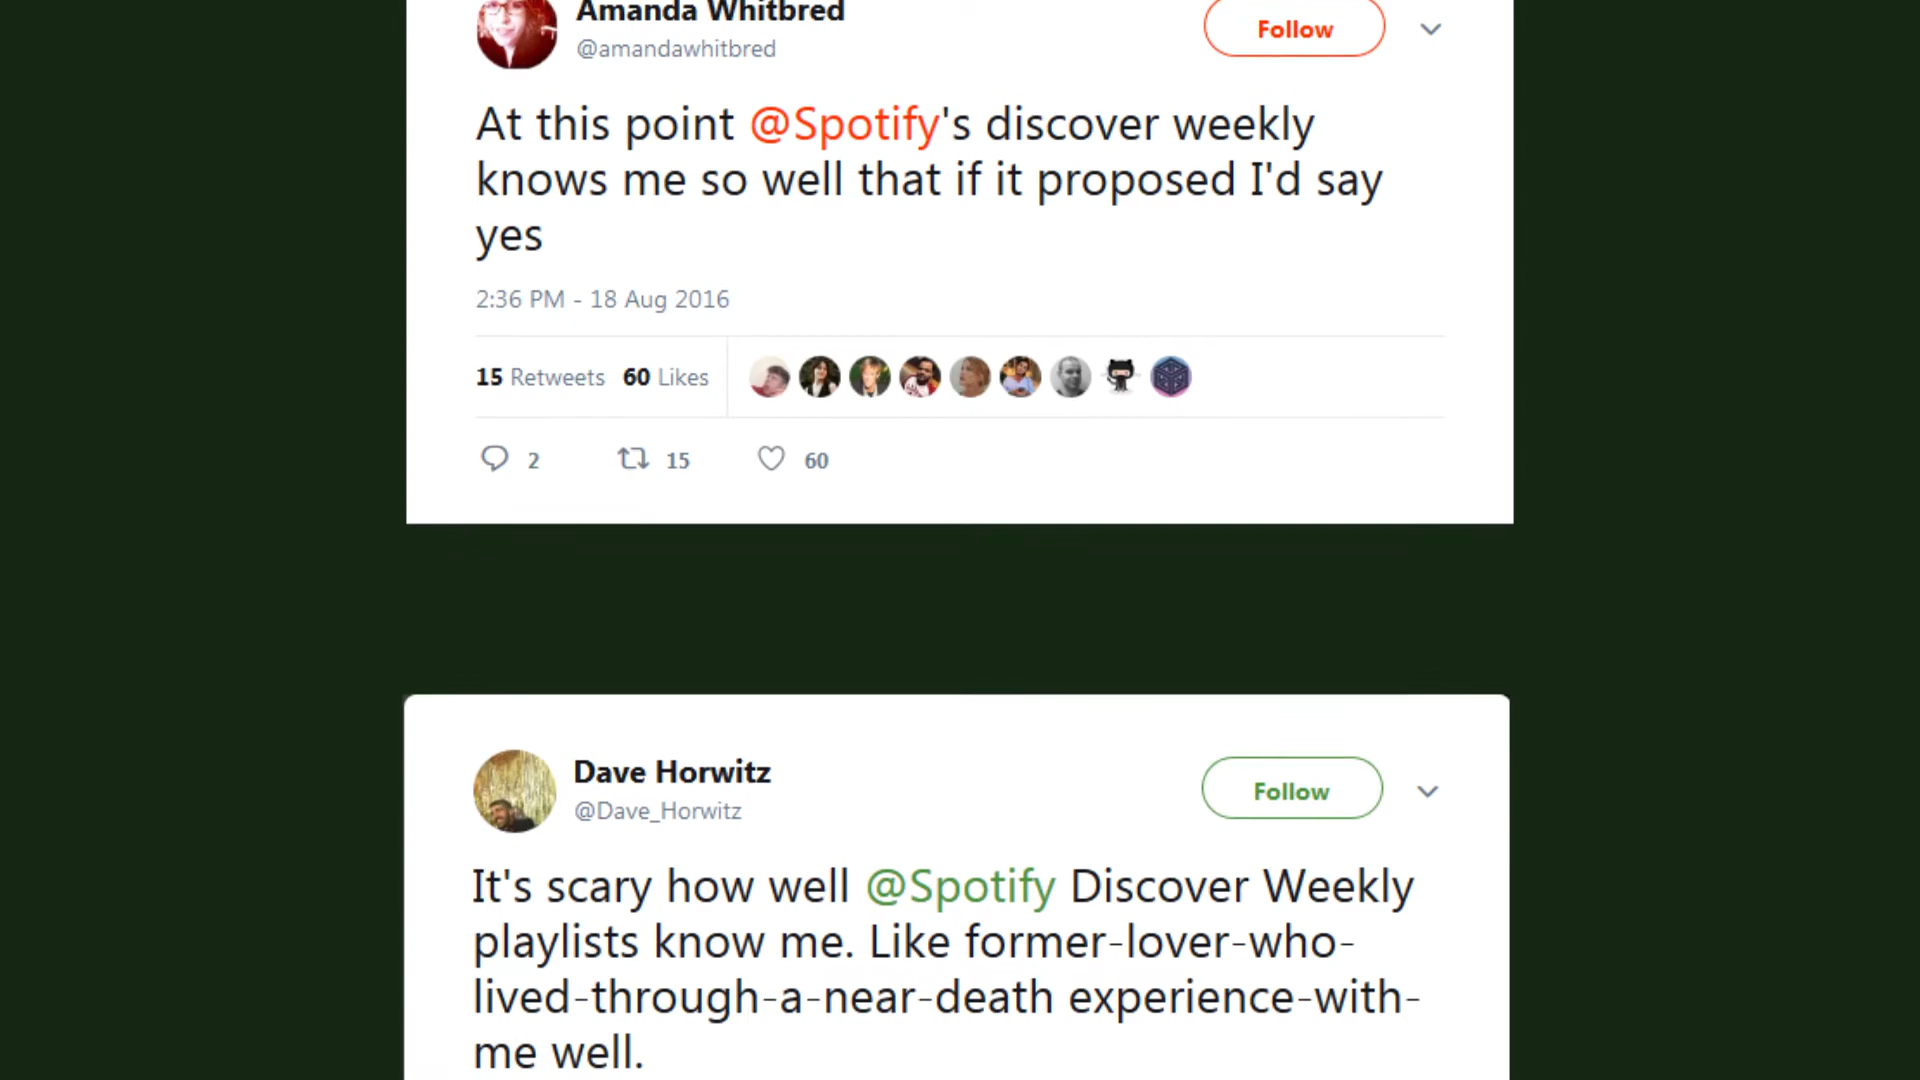 Amanda Whitbred
@amandawhitbred
Follow
At this point @Spotify's discover weekly
knows me so well that if it proposed I'd say
yes
2:36 PM - 18 Aug 2016
15 Retweets 60 Likes
2 15 60
Dave Horwitz
@Dave_Horwitz
Follow
It's scary how well @Spotify Discover Weekly
playlists know me. Like former-lover-who-
lived-through-a-near-death experience-with-
me well.